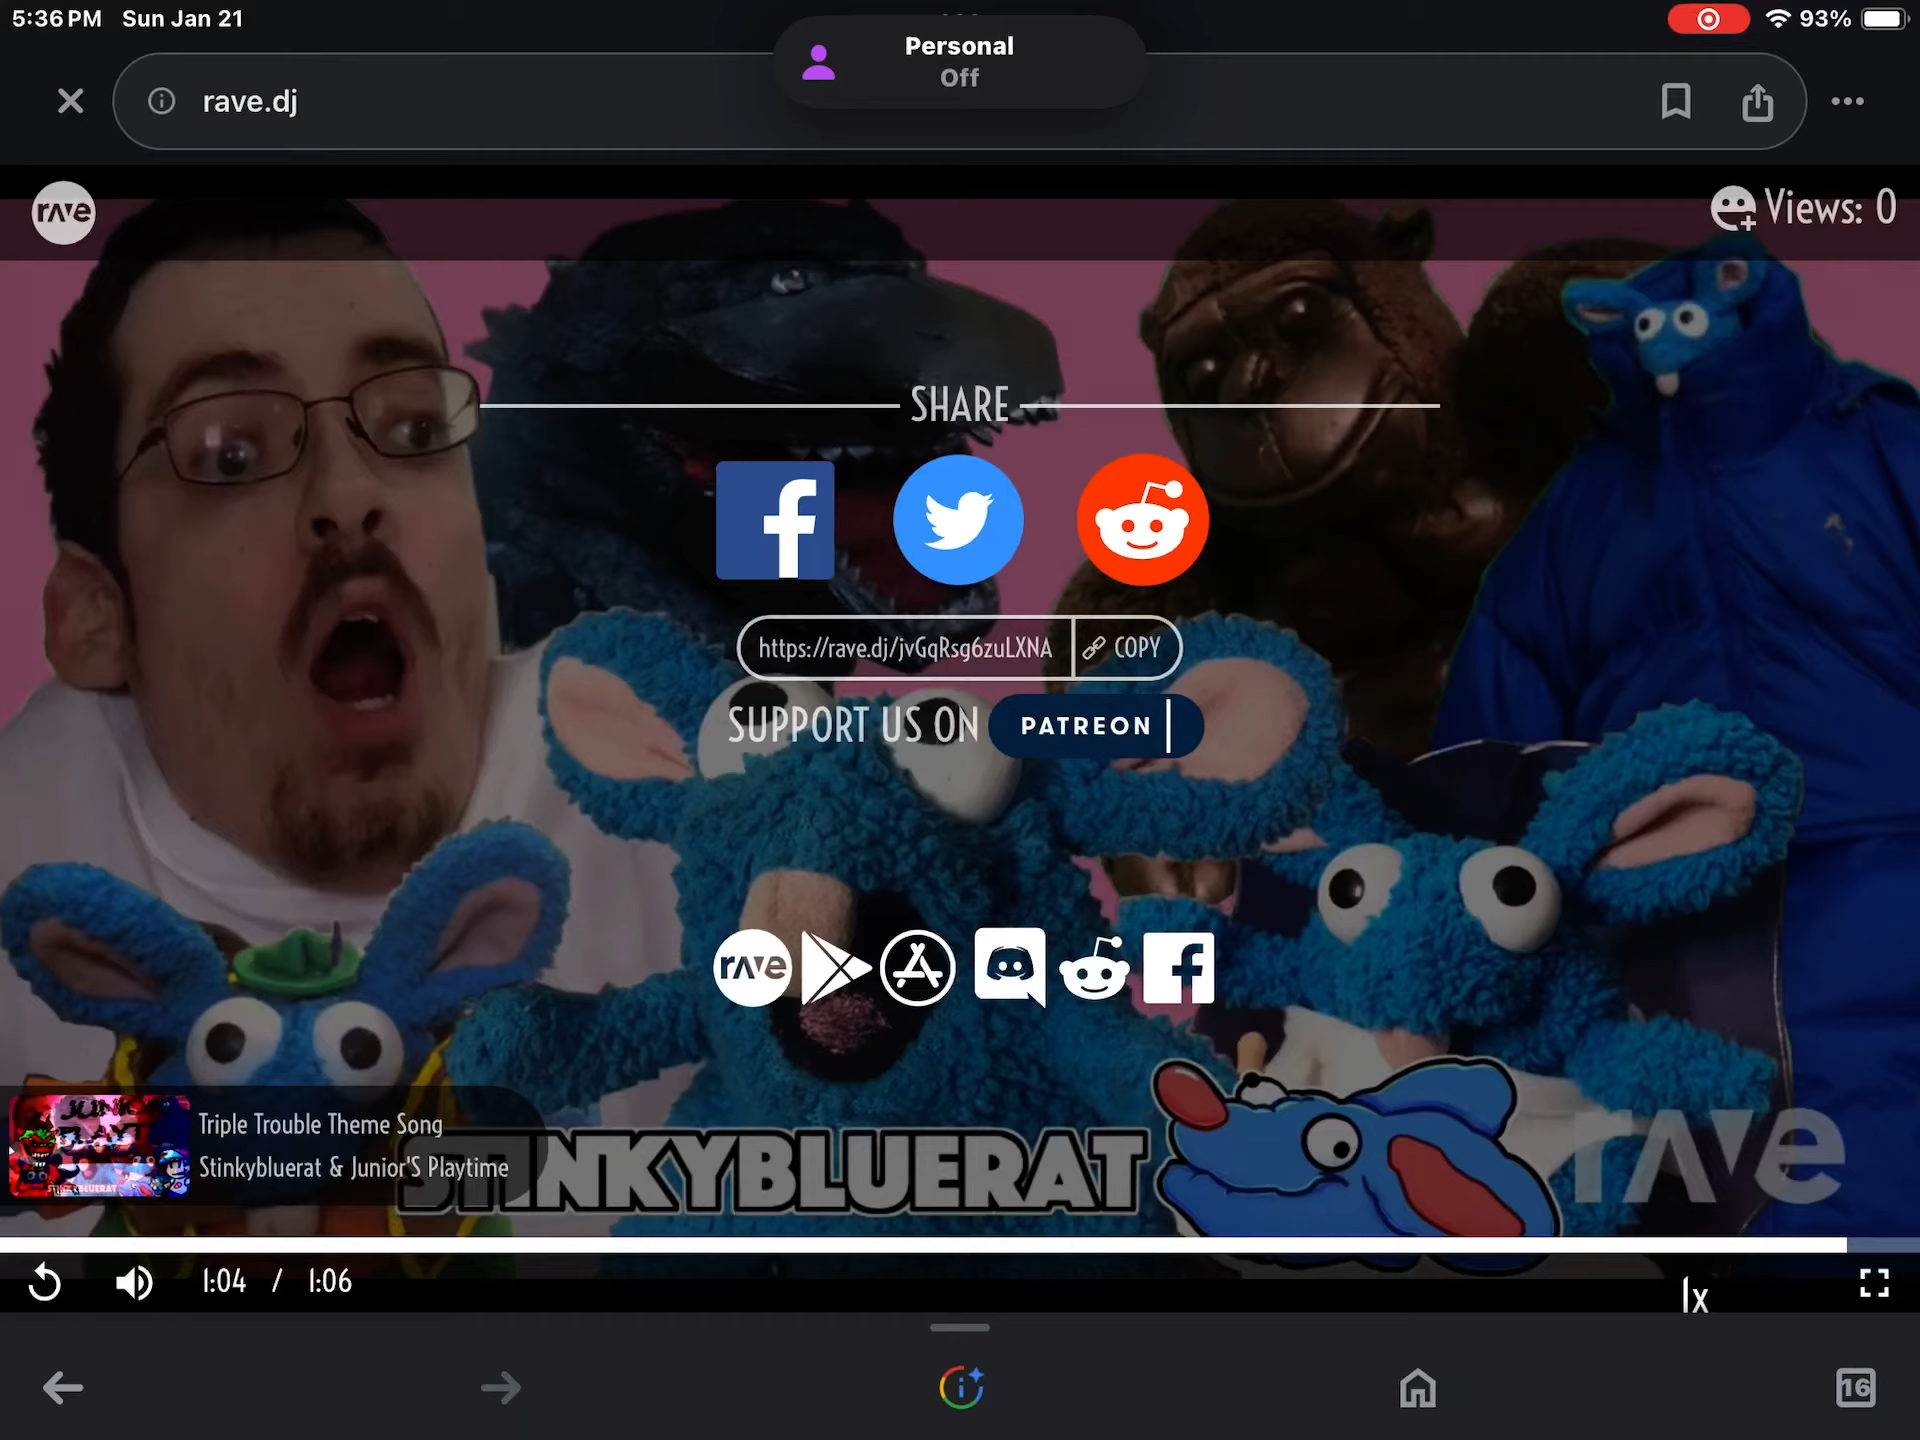 5:36 PM Sun Jan 21
93%
Personal
Off
rave.dj
rave
Views: 0
SHARE
https://rave.dj/jvGqRsg6zuLXNA COPY
SUPPORT US ON PATREON
rave
Triple Trouble Theme Song
Stinkybluerat & Junior'S Playtime
STINKYBLUERAT
rave
1:04 / 1:06
1x
16